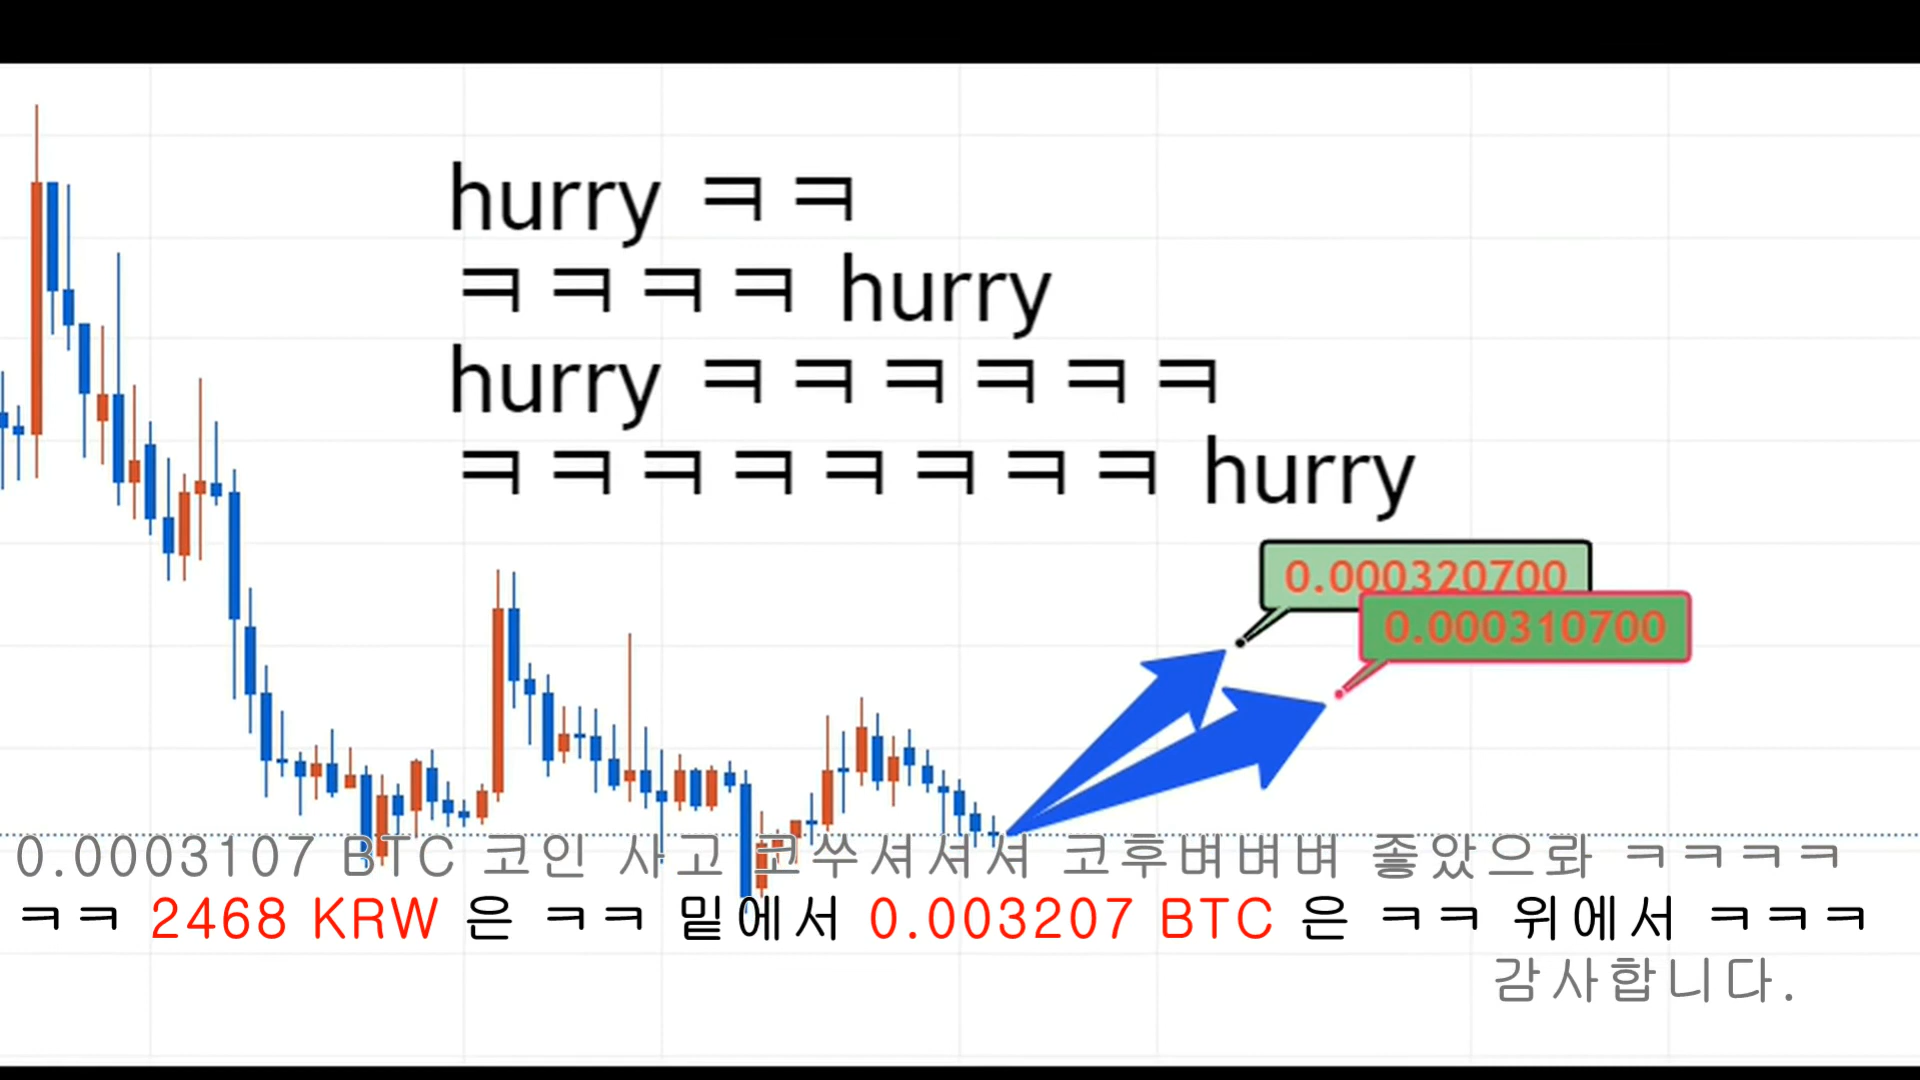 hurry ㅋㅋ
ㅋㅋㅋㅋ hurry
hurry ㅋㅋㅋㅋㅋㅋ
ㅋㅋㅋㅋㅋㅋㅋㅋ hurry
0.000320700
0.000310700
0.0003107 BTC 코인 사고 코쑤셔셔셔 코후벼벼벼 좋았으롸 ㅋㅋㅋㅋ
ㅋㅋ 2468 KRW 은 ㅋㅋ 밑에서 0.003207 BTC 은 ㅋㅋ 위에서 ㅋㅋㅋ
감사합니다.